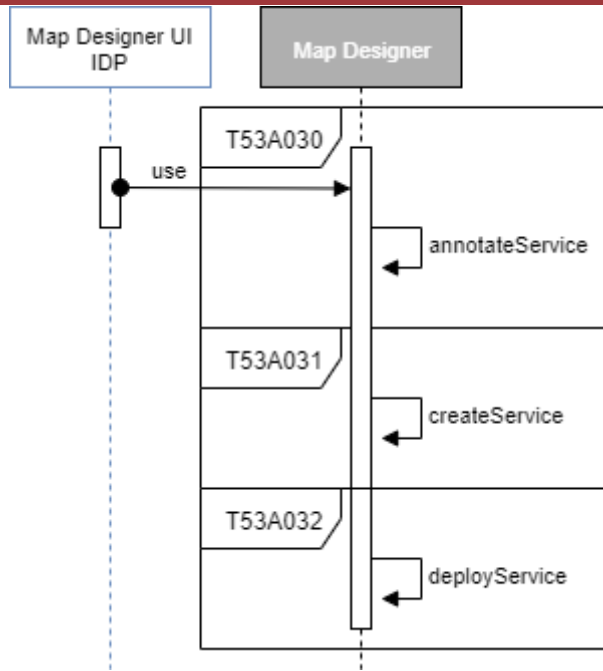 Map Designer UI
IDP
Map Designer
T53A030
use
annotateService
T53A031
createService
T53A032
deployService